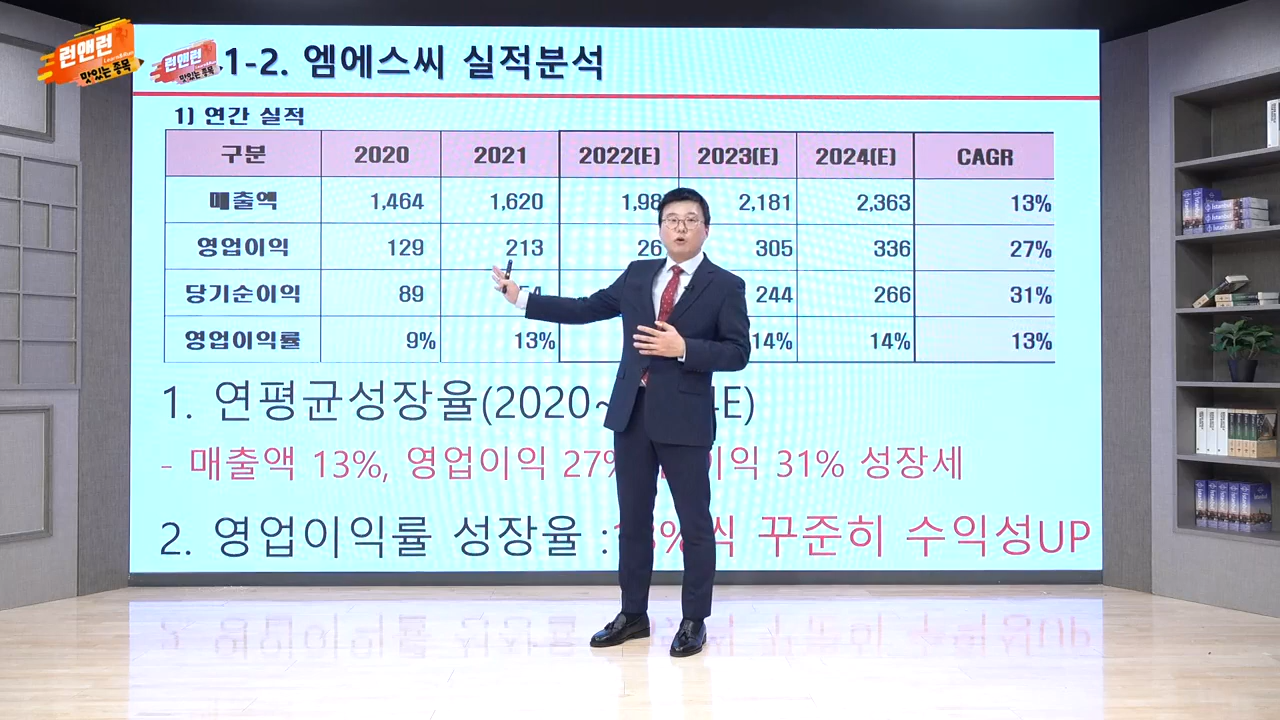 런앤런
맛있는 종목
런앤런
맛있는 종목
1-2. 엠에스씨 실적분석
1) 연간 실적
구분 2020 2021 2022(E) 2023(E) 2024(E) CAGR
매출액 1,464 1,620 2,181 2,363 13%
영업이익 129 213 305 336 27%
당기순이익 89 244 266 31%
영업이익률 9% 13% 14% 14% 13%
1. 연평균성장율(2020~ E)
- 매출액 13%, 영업이익 27% 이익 31% 성장세
2. 영업이익률 성장율 : 씩 꾸준히 수익성UP